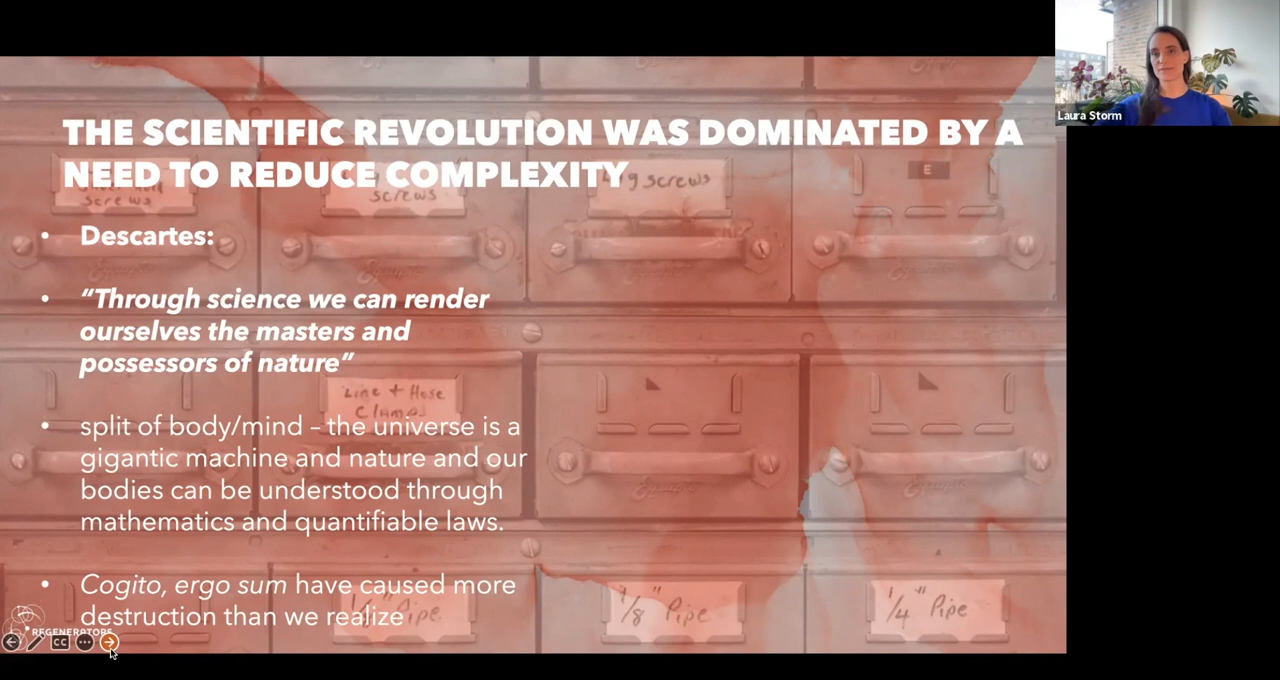 Laura Storm
THE SCIENTIFIC REVOLUTION WAS DOMINATED BY A
NEED TO REDUCE COMPLEXITY
screws
screws
screws
E
• Descartes:
• “Through science we can render
ourselves the masters and
possessors of nature”
Line + Hose
Clamps
• split of body/mind – the universe is a
gigantic machine and nature and our
bodies can be understood through
mathematics and quantifiable laws.
• Cogito, ergo sum have caused more
destruction than we realize
Pipe
7/8" Pipe
1/4" Pipe
REGENERATORS
CC